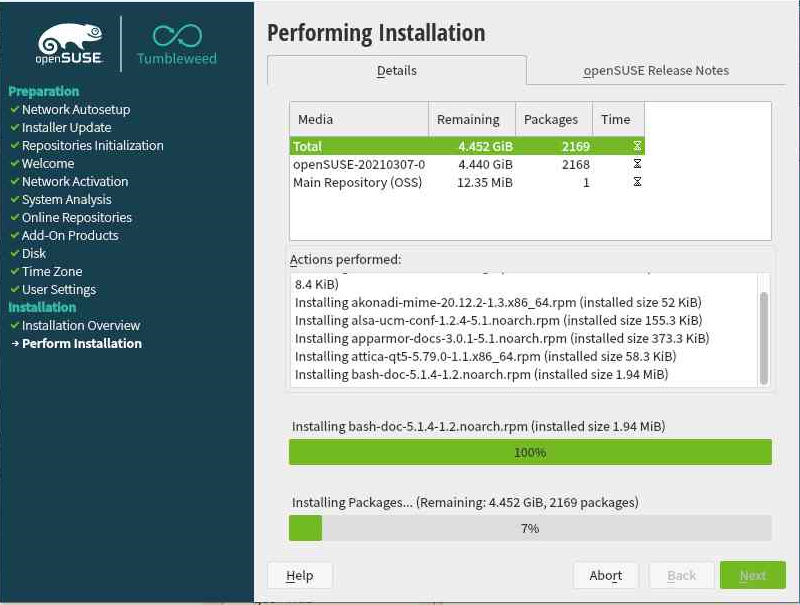 openSUSE
Tumbleweed
Preparation
Network Autosetup
Installer Update
Repositories Initialization
Welcome
Network Activation
System Analysis
Online Repositories
Add-On Products
Disk
Time Zone
User Settings
Installation
Installation Overview
Perform Installation
Performing Installation
Details openSUSE Release Notes
Media Remaining Packages Time
Total 4.452 GiB 2169
openSUSE-20210307-0 4.440 GiB 2168
Main Repository (OSS) 12.35 MiB 1
Actions performed:
8.4 KiB)
Installing akonadi-mime-20.12.2-1.3.x86_64.rpm (installed size 52 KiB)
Installing alsa-ucm-conf-1.2.4-5.1.noarch.rpm (installed size 155.3 KiB)
Installing apparmor-docs-3.0.1-5.1.noarch.rpm (installed size 373.3 KiB)
Installing attica-qt5-5.79.0-1.1.x86_64.rpm (installed size 58.3 KiB)
Installing bash-doc-5.1.4-1.2.noarch.rpm (installed size 1.94 MiB)
Installing bash-doc-5.1.4-1.2.noarch.rpm (installed size 1.94 MiB)
100%
Installing Packages... (Remaining: 4.452 GiB, 2169 packages)
7%
Help Abort Back Next